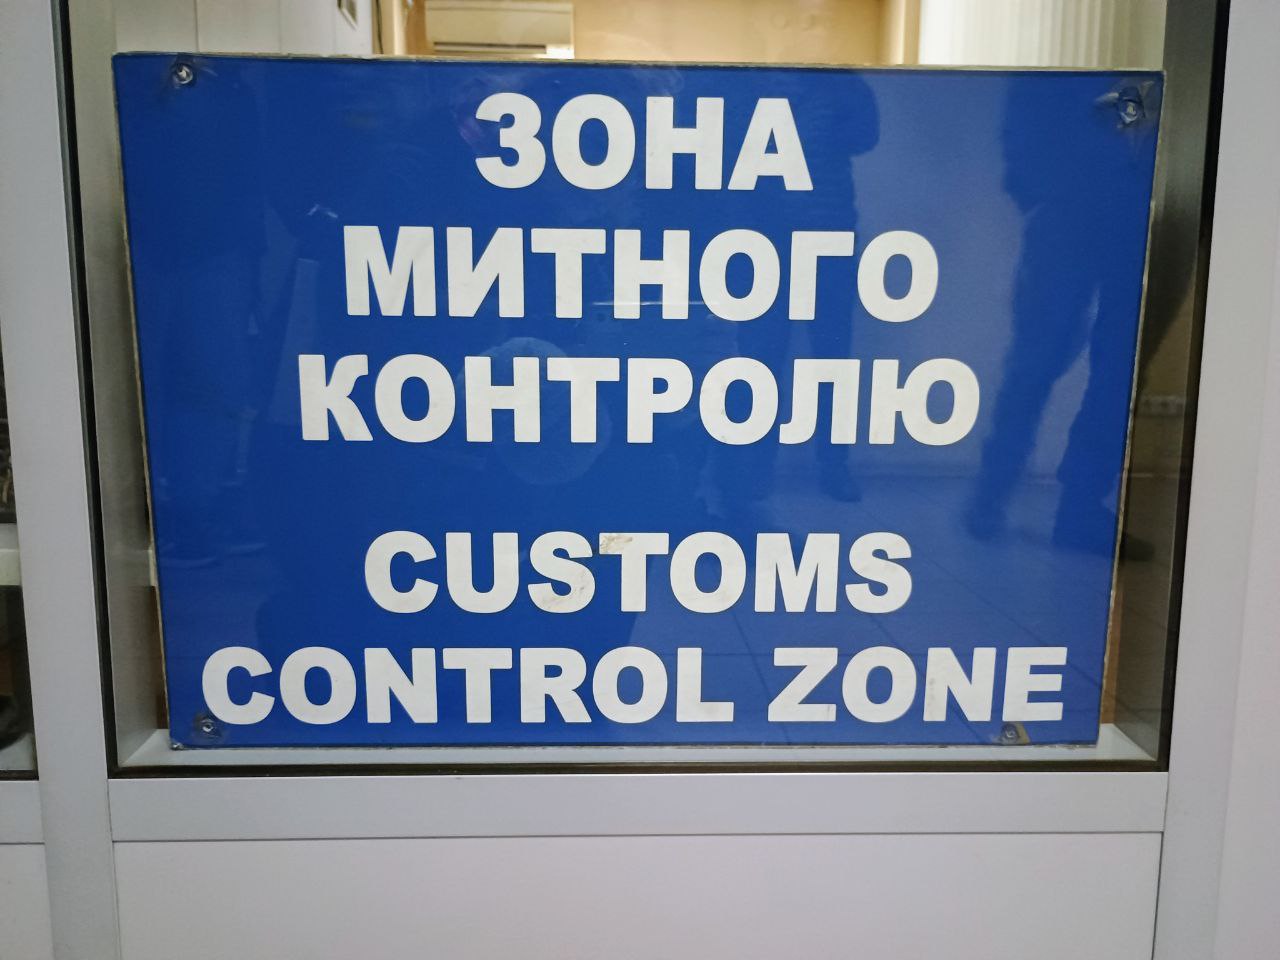 ЗОНА
МИТНОГО
КОНТРОЛЮ
CUSTOMS
CONTROL ZONE